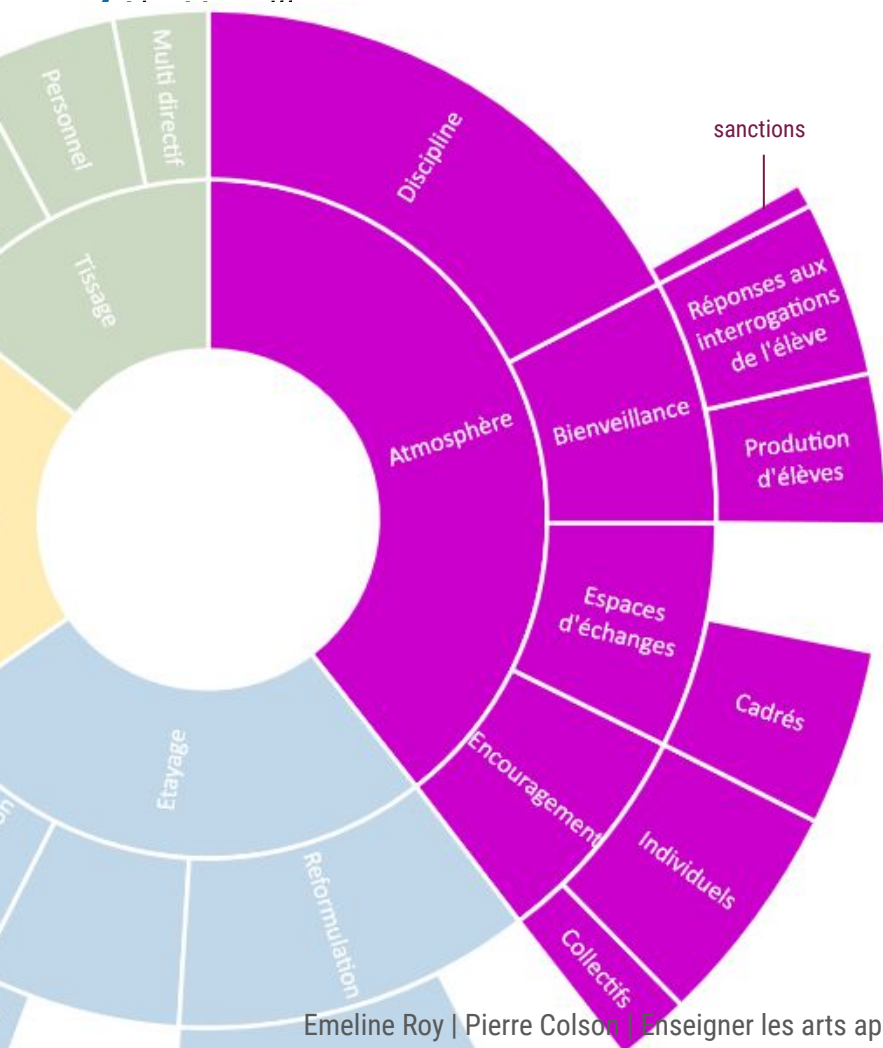 Multi directif
Personnel
Tissage
Discipline
sanctions
Atmosphère
Bienveillance
Réponses aux
interrogations
de l'élève
Prodution
d'élèves
Espaces
d'échanges
Cadrés
Encouragement
Individuels
Collectifs
Etayage
Reformulation
on
Emeline Roy | Pierre Colson | Enseigner les arts ap